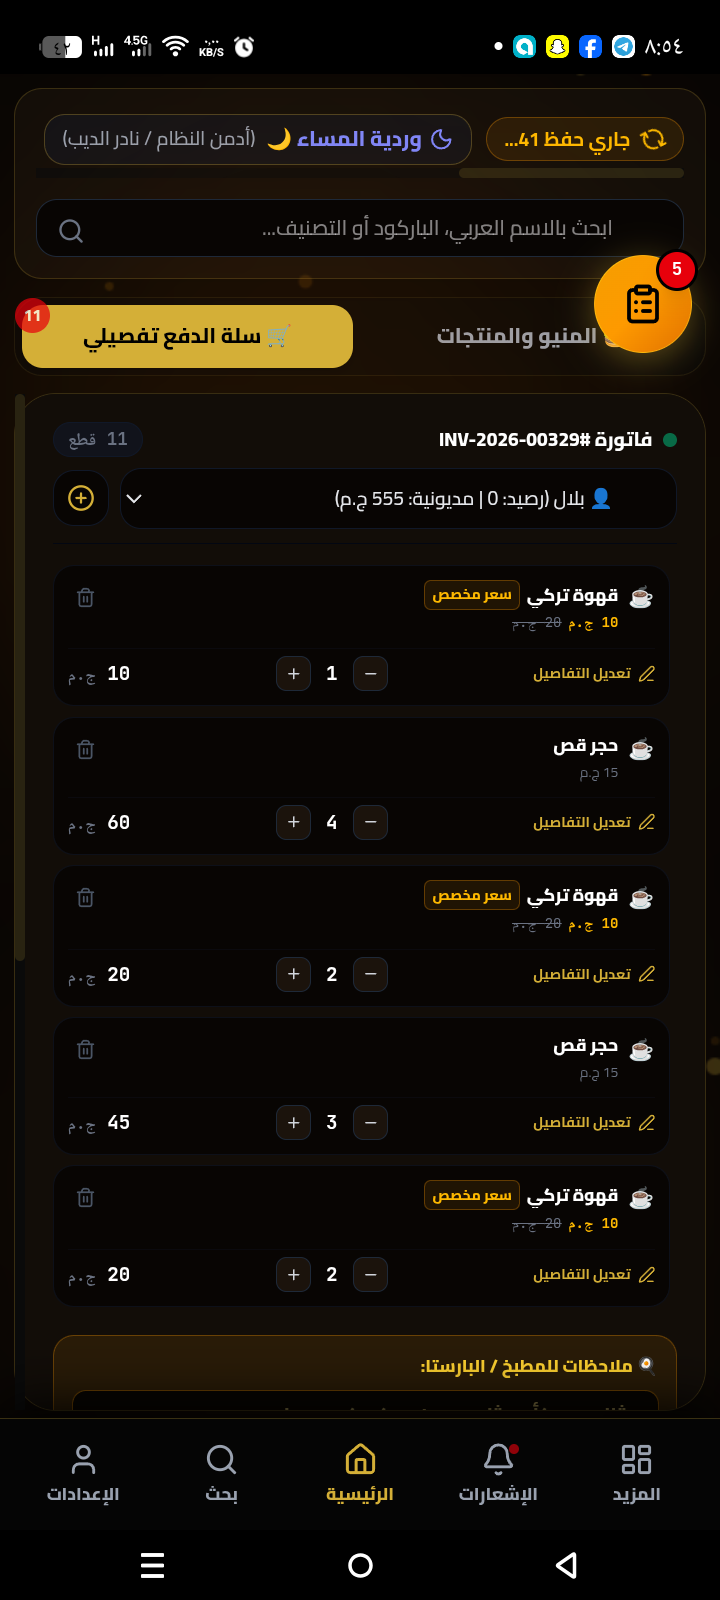 ٨:٥٤
٤٢ H 4.5G KB/S
جاري حفظ 41...
وردية المساء 🌙 (أدمن النظام / نادر الديب)
ابحث بالاسم العربي، الباركود أو التصنيف...
5
المنيو والمنتجات
🛒 سلة الدفع تفصيلي
11
فاتورة #INV-2026-00329
11 قطع
👤 بلال (رصيد: 0 | مديونية: 555 ج.م)
☕ قهوة تركي سعر مخصص
10 ج.م 20 ج.م
تعديل التفاصيل − 1 + 10 ج.م
☕ حجر قص
15 ج.م
تعديل التفاصيل − 4 + 60 ج.م
☕ قهوة تركي سعر مخصص
10 ج.م 20 ج.م
تعديل التفاصيل − 2 + 20 ج.م
☕ حجر قص
15 ج.م
تعديل التفاصيل − 3 + 45 ج.م
☕ قهوة تركي سعر مخصص
10 ج.م 20 ج.م
تعديل التفاصيل − 2 + 20 ج.م
🍳 ملاحظات للمطبخ / البارستا:
المزيد
الإشعارات
الرئيسية
بحث
الإعدادات